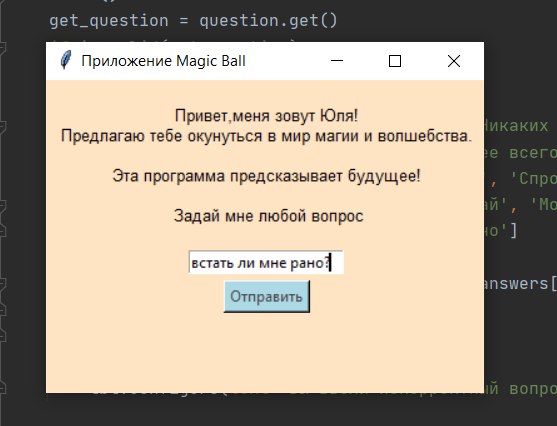 get_question = question.get()
Приложение Magic Ball
Привет,меня зовут Юля!
Предлагаю тебе окунуться в мир магии и волшебства.
Никаких
ее всего
Эта программа предсказывает будущее!
', 'Спро
ай', 'Мо
Задай мне любой вопрос
но']
встать ли мне рано?
answers[
Отправить
ный вопро